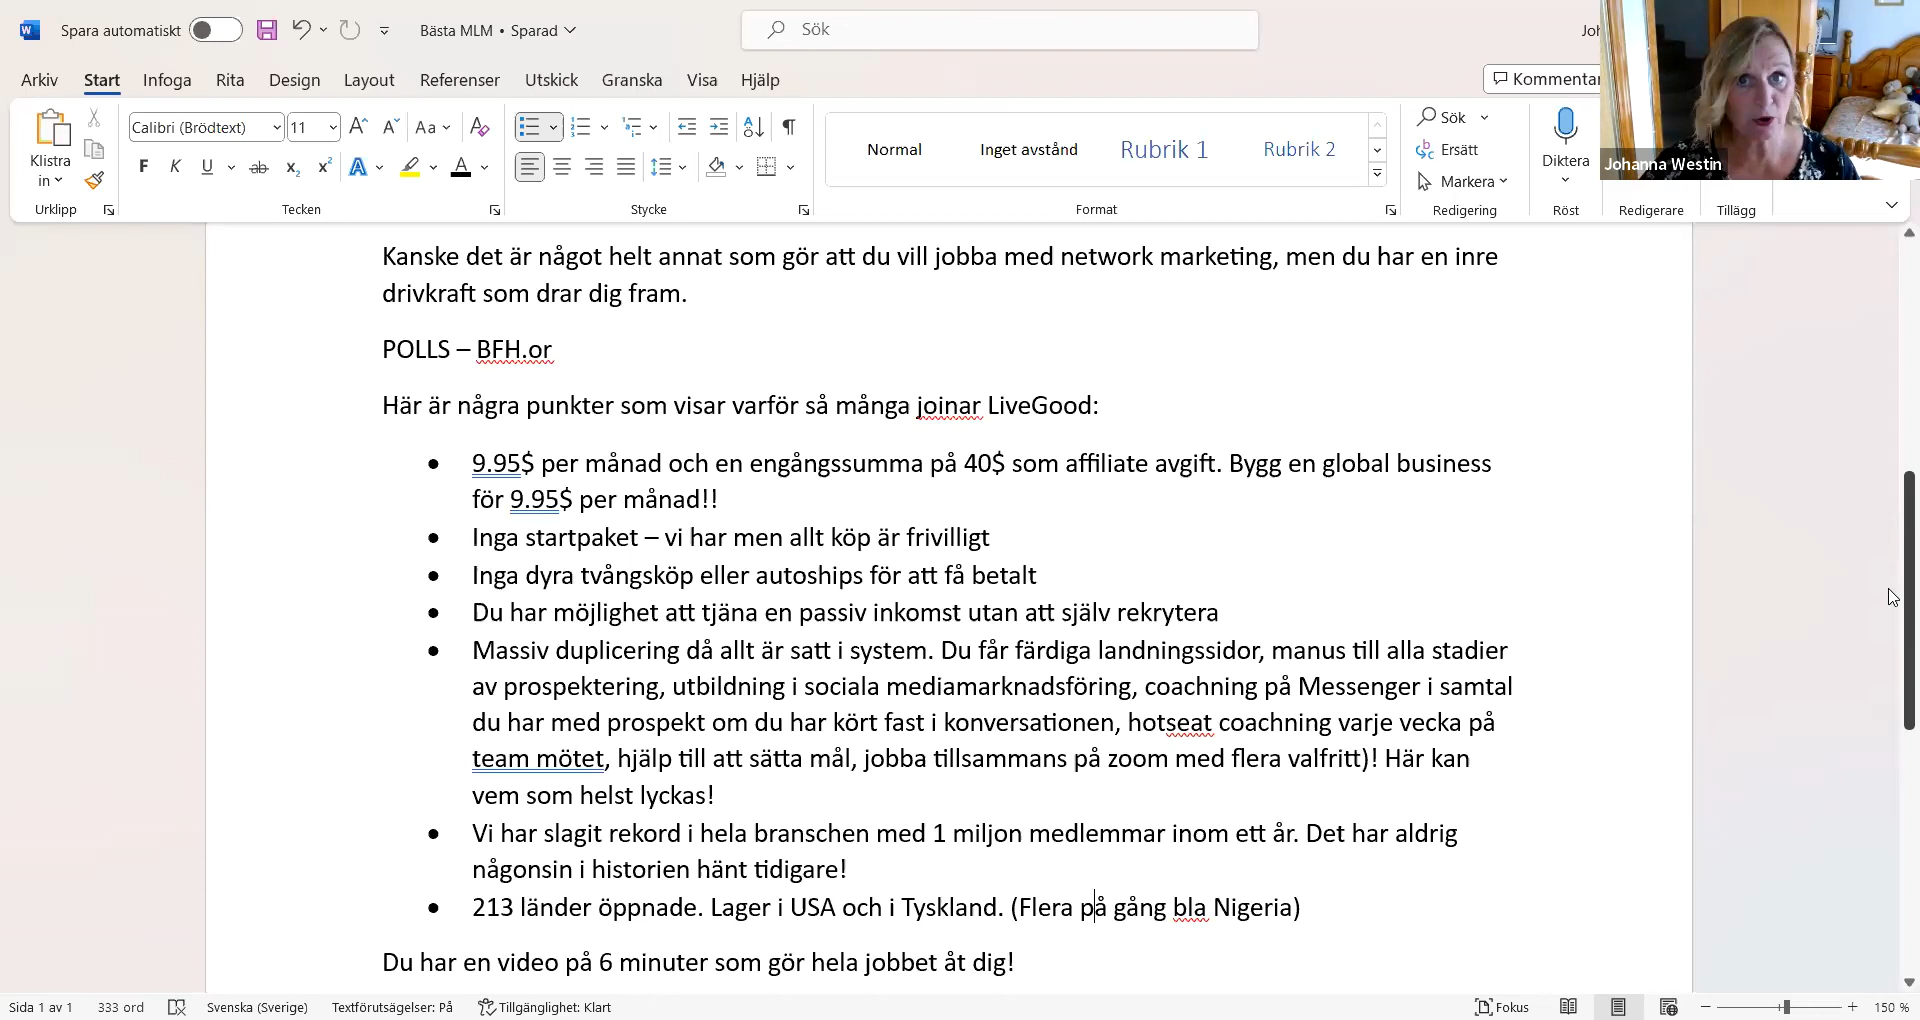 Spara automatiskt
Bästa MLM • Sparad
Sök
Arkiv Start Infoga Rita Design Layout Referenser Utskick Granska Visa Hjälp
Kommentar
Klistra
in
Urklipp
Calibri (Brödtext) 11
Aa
F K U ab x₂ x² A A
Tecken
Stycke
Normal Inget avstånd Rubrik 1 Rubrik 2
Format
Sök
Ersätt
Markera
Redigering
Diktera
Röst
Redigerare
Tillägg
Johanna Westin
Kanske det är något helt annat som gör att du vill jobba med network marketing, men du har en inre
drivkraft som drar dig fram.
POLLS – BFH.or
Här är några punkter som visar varför så många joinar LiveGood:
• 9.95$ per månad och en engångssumma på 40$ som affiliate avgift. Bygg en global business
för 9.95$ per månad!!
• Inga startpaket – vi har men allt köp är frivilligt
• Inga dyra tvångsköp eller autoships för att få betalt
• Du har möjlighet att tjäna en passiv inkomst utan att själv rekrytera
• Massiv duplicering då allt är satt i system. Du får färdiga landningssidor, manus till alla stadier
av prospektering, utbildning i sociala mediamarknadsföring, coachning på Messenger i samtal
du har med prospekt om du har kört fast i konversationen, hotseat coachning varje vecka på
team mötet, hjälp till att sätta mål, jobba tillsammans på zoom med flera valfritt)! Här kan
vem som helst lyckas!
• Vi har slagit rekord i hela branschen med 1 miljon medlemmar inom ett år. Det har aldrig
någonsin i historien hänt tidigare!
• 213 länder öppnade. Lager i USA och i Tyskland. (Flera på gång bla Nigeria)
Du har en video på 6 minuter som gör hela jobbet åt dig!
Sida 1 av 1 333 ord Svenska (Sverige) Textförutsägelser: På Tillgänglighet: Klart
Fokus
150 %